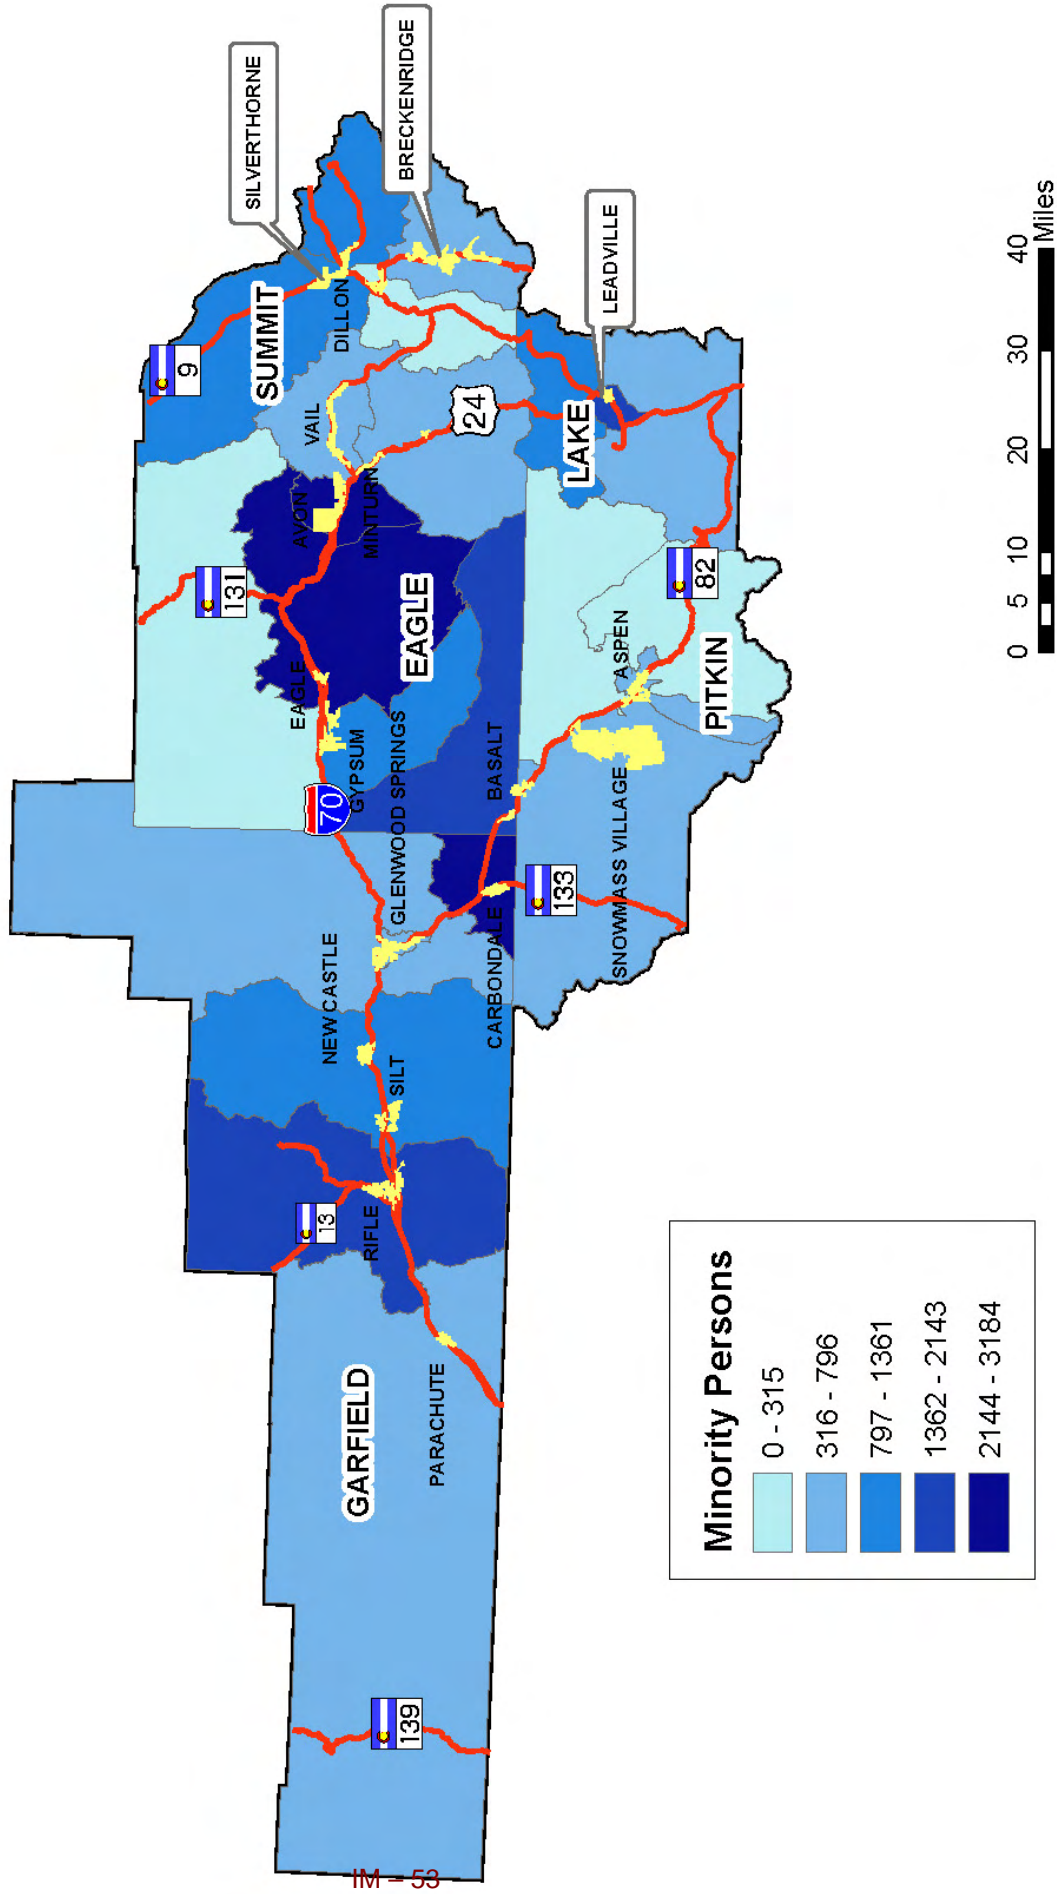 SILVERTHORNE
BRECKENRIDGE
LEADVILLE
9
SUMMIT
DILLON
VAIL
24
LAKE
AVON
MINTURN
131
EAGLE
EAGLE
82
ASPEN
PITKIN
GYPSUM
70
GLENWOOD SPRINGS
BASALT
SNOWMASS VILLAGE
133
CARBONDALE
NEW CASTLE
SILT
13
RIFLE
GARFIELD
PARACHUTE
139
Minority Persons
0 - 315
316 - 796
797 - 1361
1362 - 2143
2144 - 3184
0 5 10 20 30 40
Miles
IM – 53